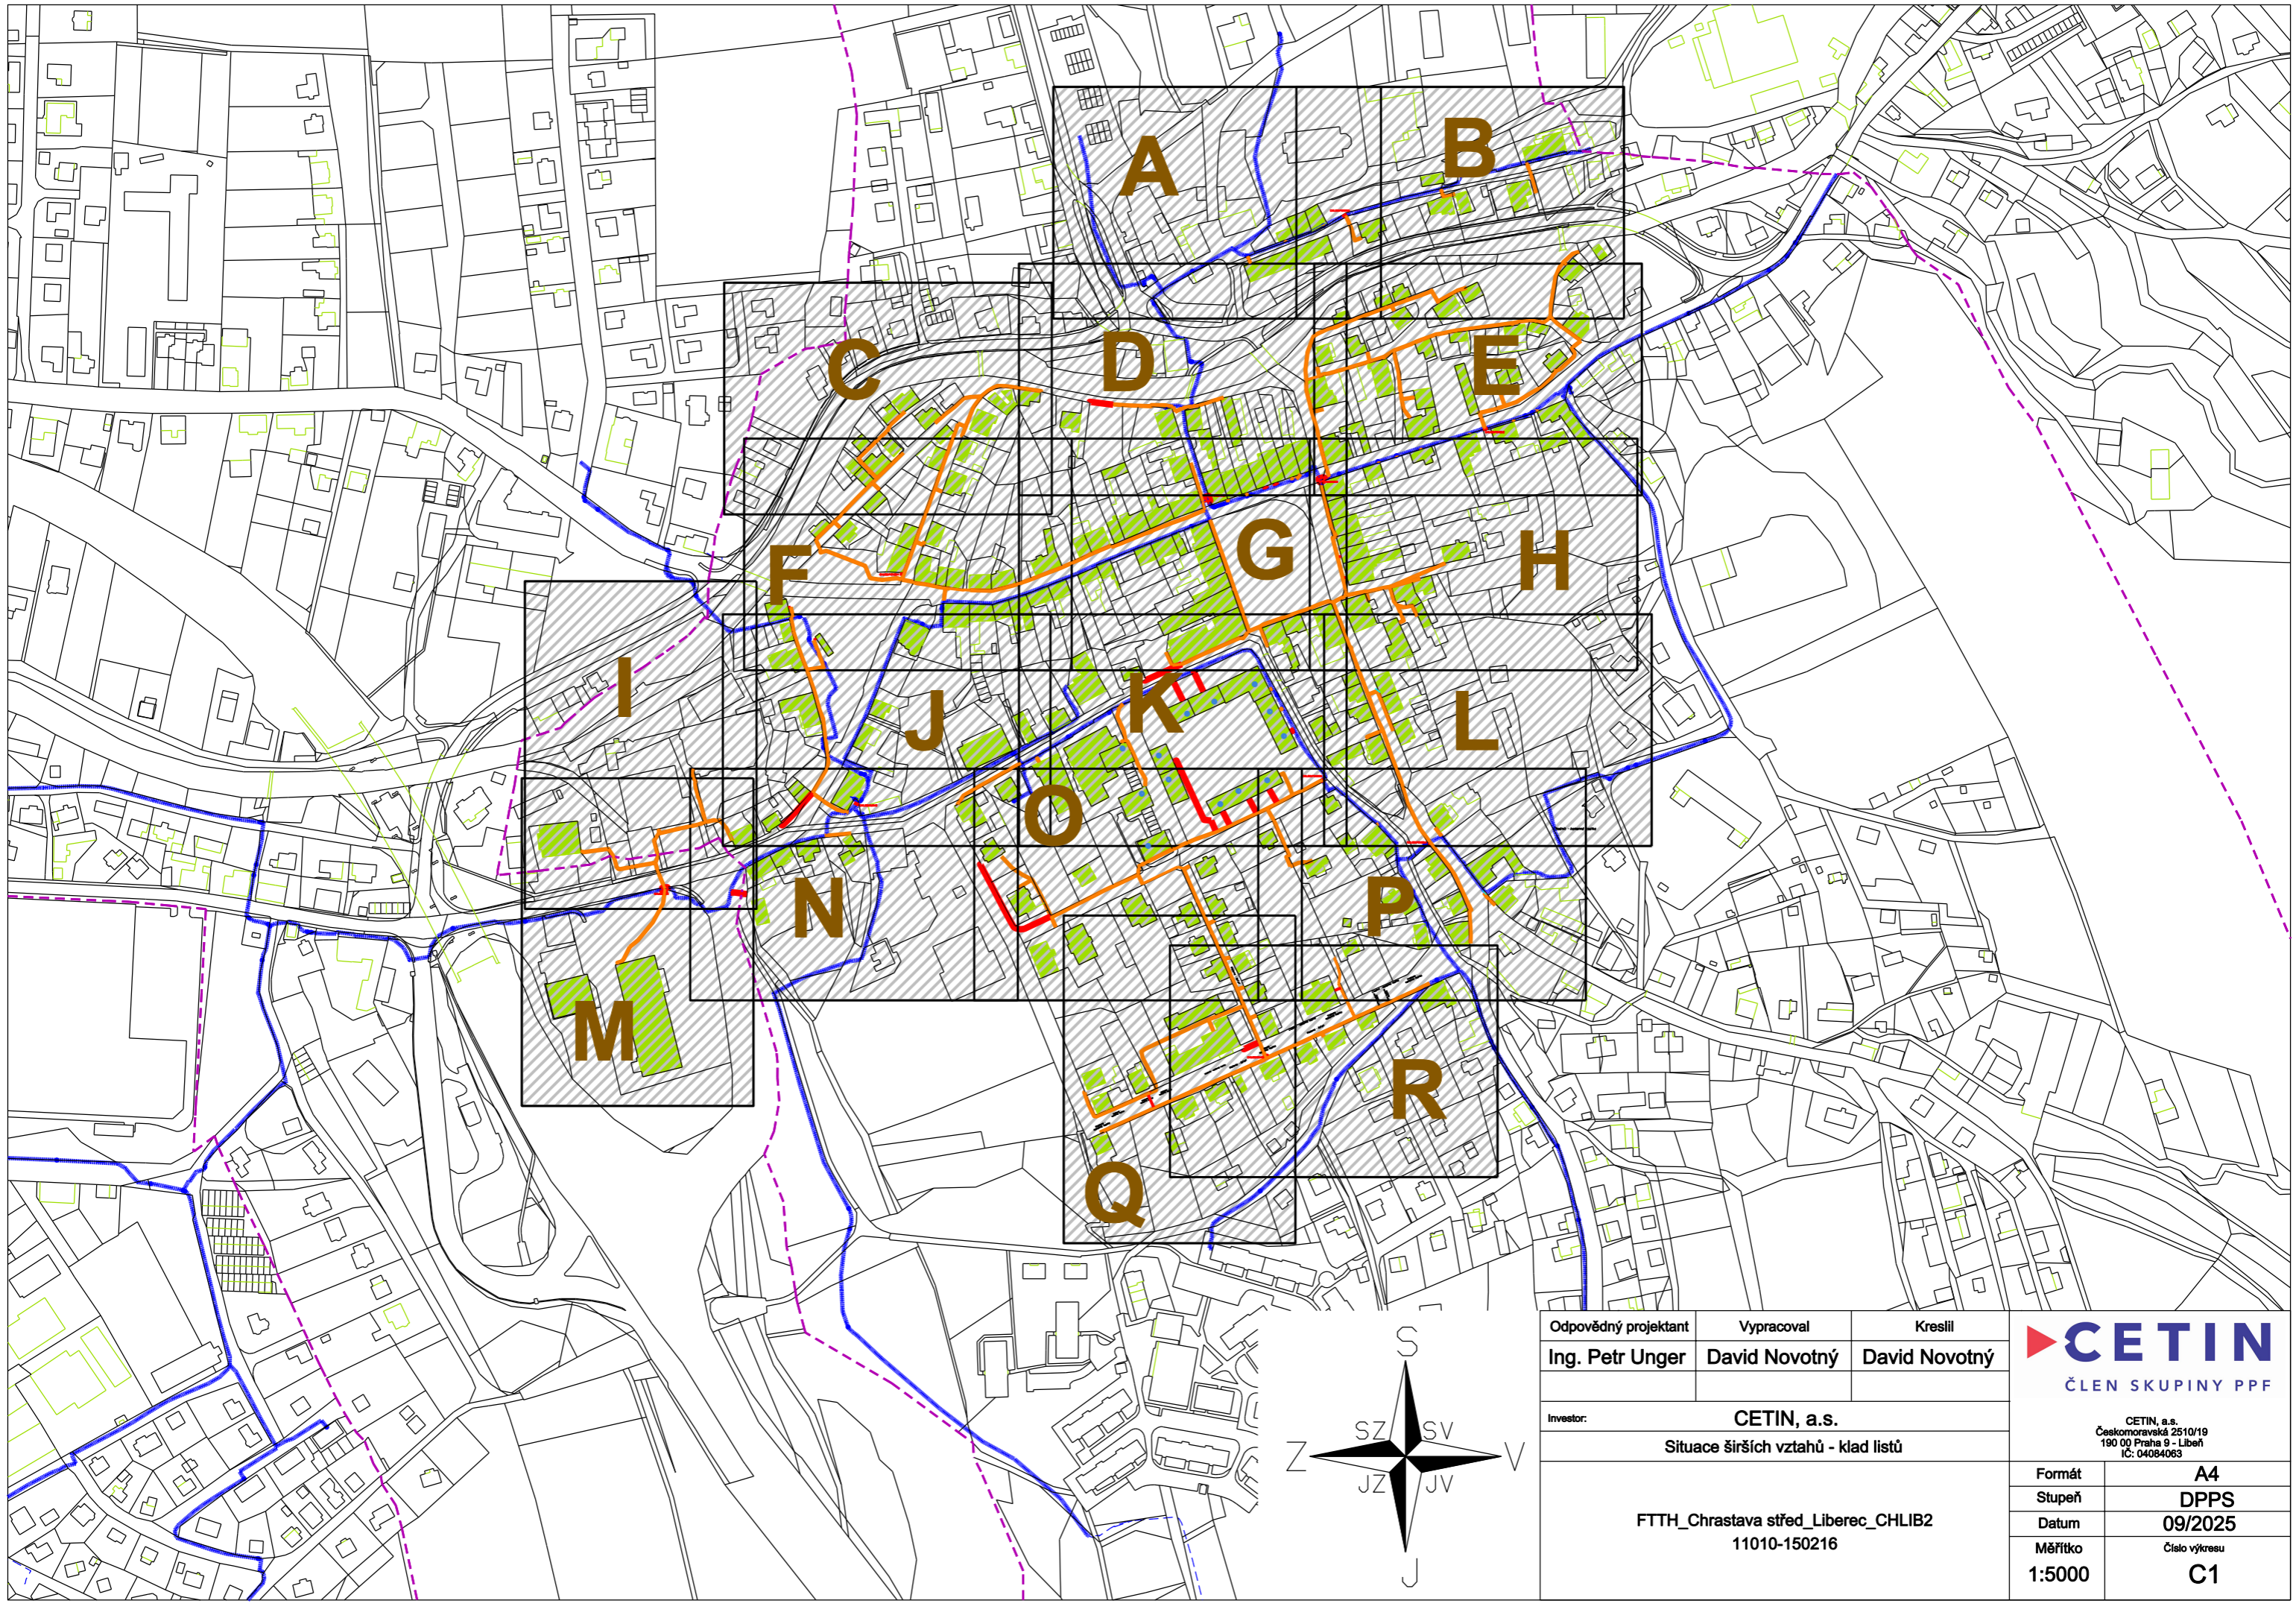 A
B
C
D
E
F
G
H
I
J
K
L
M
N
O
P
Q
R
S
SZ SV
Z V
JZ JV
J
Odpovědný projektant Vypracoval Kreslil
Ing. Petr Unger David Novotný David Novotný
Investor: CETIN, a.s.
Situace širších vztahů - klad listů
FTTH_Chrastava střed_Liberec_CHLIB2
11010-150216
CETIN
ČLEN SKUPINY PPF
CETIN, a.s.
Českomoravská 2510/19
190 00 Praha 9 - Libeň
IČ: 04084063
Formát A4
Stupeň DPPS
Datum 09/2025
Měřítko Číslo výkresu
1:5000 C1